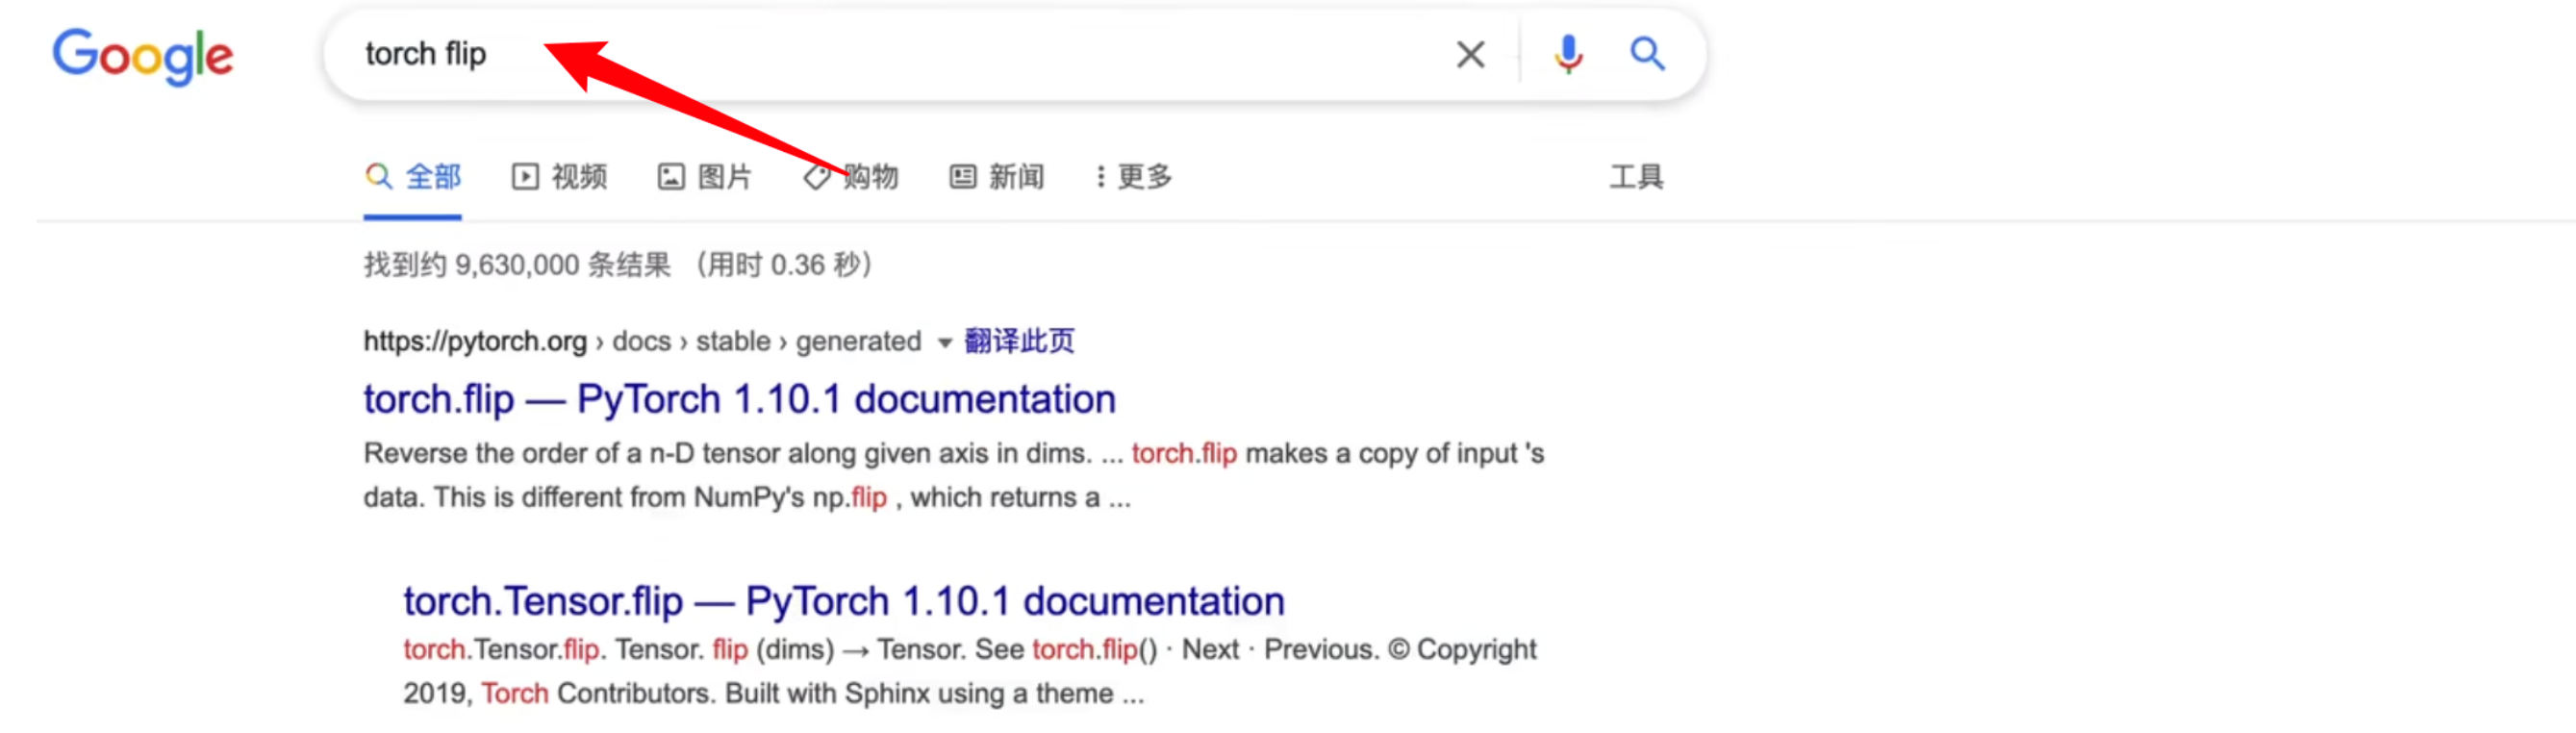 Google torch flip
全部 视频 图片 购物 新闻 更多 工具
找到约 9,630,000 条结果 （用时 0.36 秒）
https://pytorch.org › docs › stable › generated 翻译此页
torch.flip — PyTorch 1.10.1 documentation
Reverse the order of a n-D tensor along given axis in dims. ... torch.flip makes a copy of input 's
data. This is different from NumPy's np.flip , which returns a ...
torch.Tensor.flip — PyTorch 1.10.1 documentation
torch.Tensor.flip. Tensor. flip (dims) → Tensor. See torch.flip() · Next · Previous. © Copyright
2019, Torch Contributors. Built with Sphinx using a theme ...